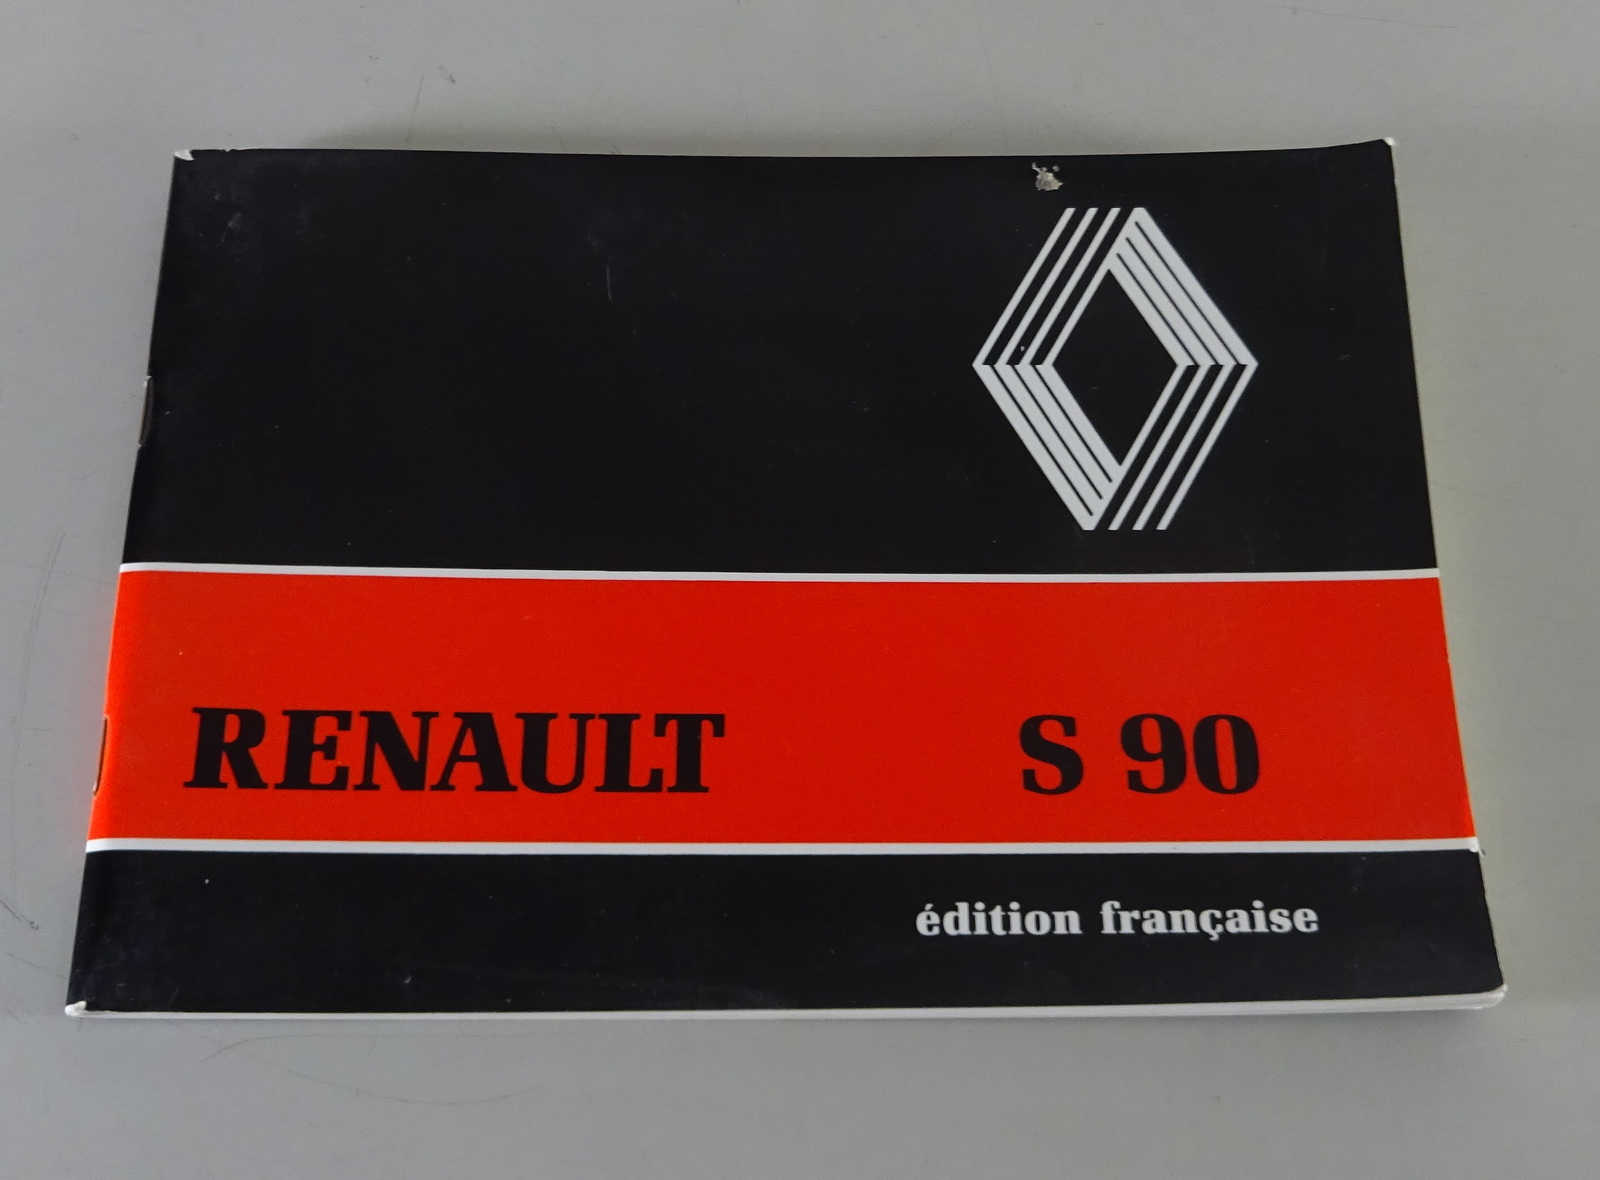 RENAULT S 90
édition française